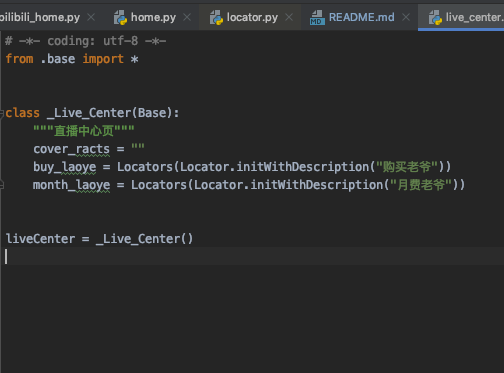 bilibili_home.py home.py locator.py README.md live_center.
# -*- coding: utf-8 -*-
from .base import *
class _Live_Center(Base):
"""直播中心页"""
cover_racts = ""
buy_laoye = Locators(Locator.initWithDescription("购买老爷"))
month_laoye = Locators(Locator.initWithDescription("月费老爷"))
liveCenter = _Live_Center()